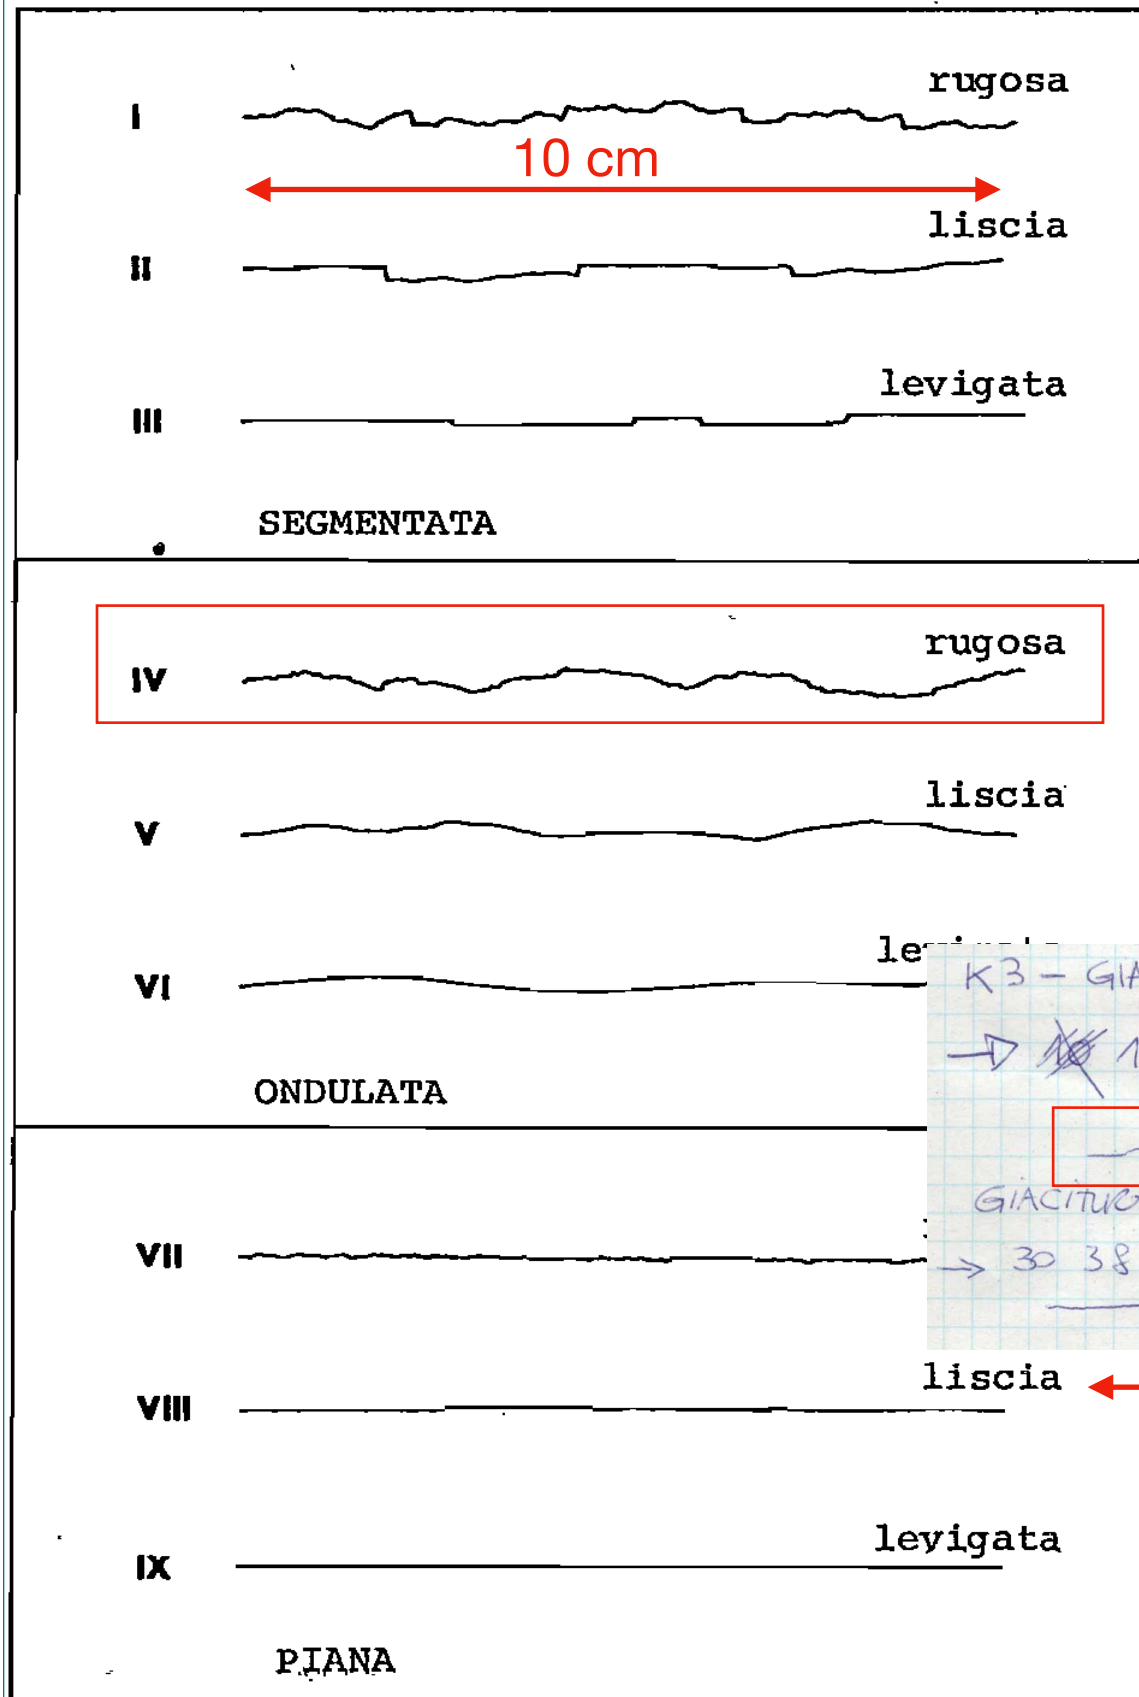 rugosa
I
10 cm
liscia
II
levigata
III
SEGMENTATA
rugosa
IV
liscia
V
VI
ONDULATA
K3 - GIA
VII
30 38
liscia
VIII
levigata
IX
PIANA